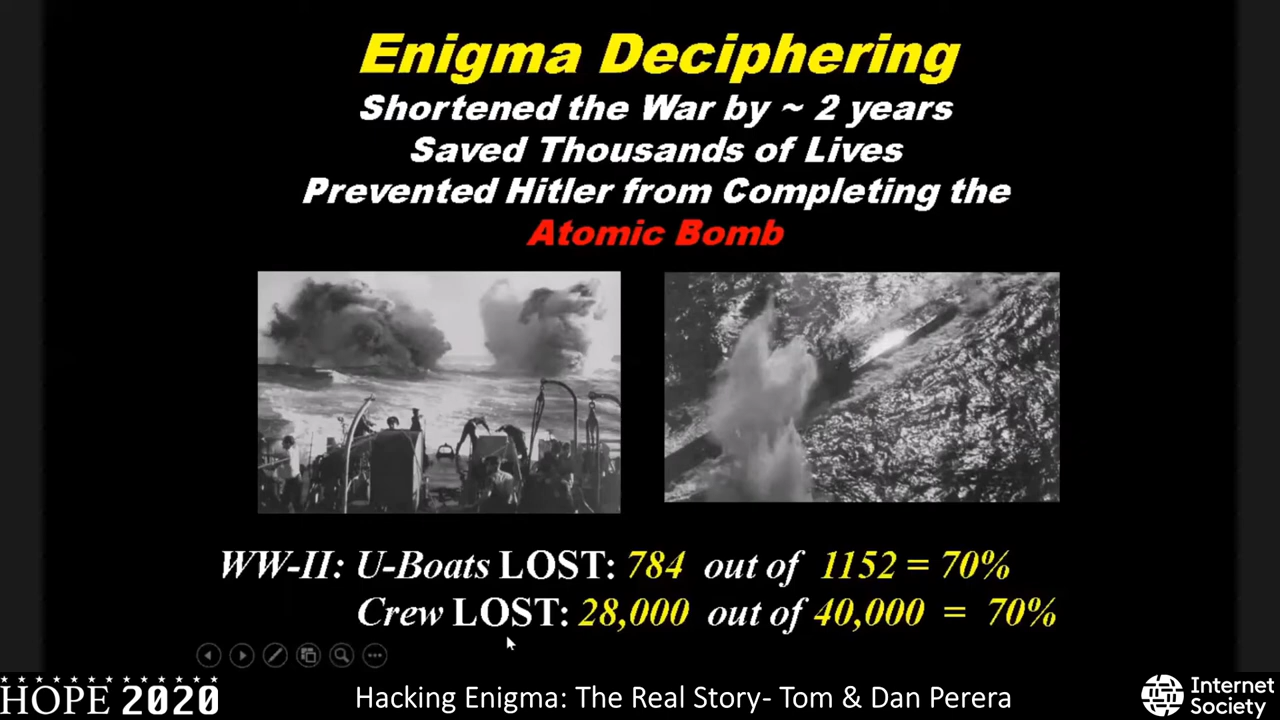 Enigma Deciphering
Shortened the War by ~ 2 years
Saved Thousands of Lives
Prevented Hitler from Completing the
Atomic Bomb
WW-II: U-Boats LOST: 784 out of 1152 = 70%
Crew LOST: 28,000 out of 40,000 = 70%
HOPE 2020
Hacking Enigma: The Real Story- Tom & Dan Perera
Internet
Society